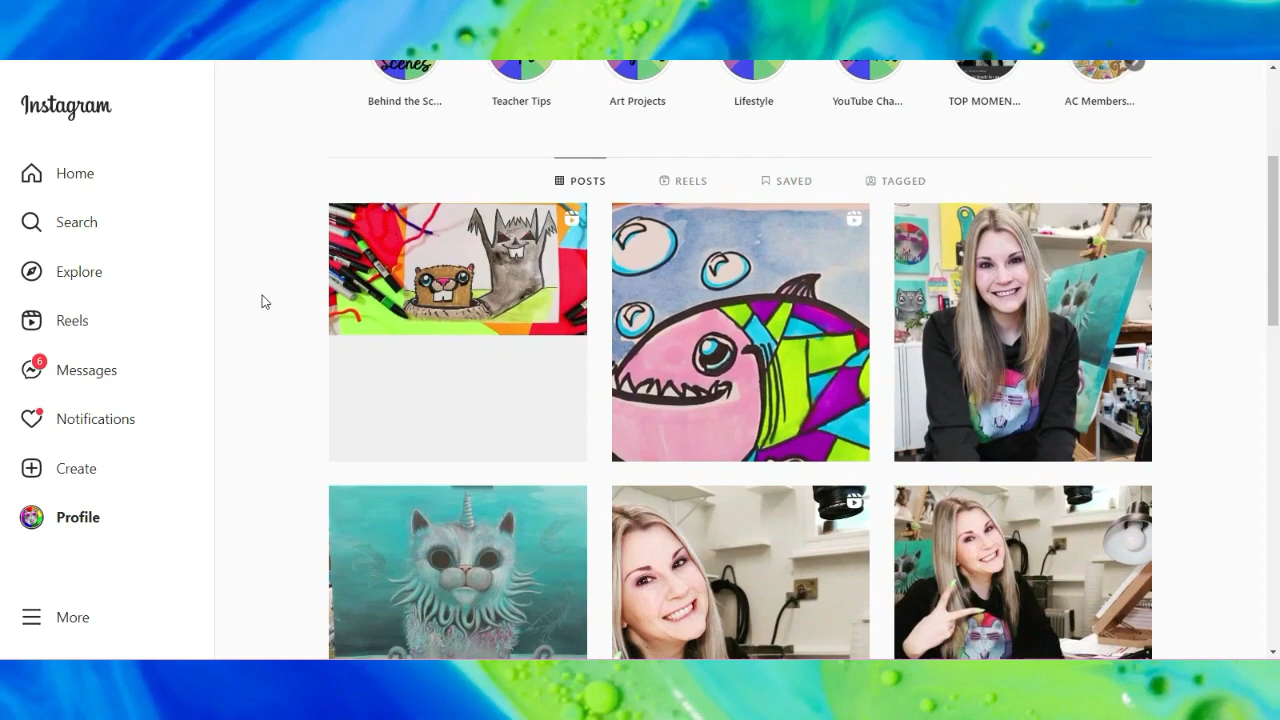 Scenes
Behind the Sc...
Teacher Tips
Art Projects
Lifestyle
YouTube Cha...
TOP MOMEN...
AC Members...
Instagram
Home
Search
Explore
Reels
6
Messages
Notifications
Create
Profile
More
POSTS
REELS
SAVED
TAGGED